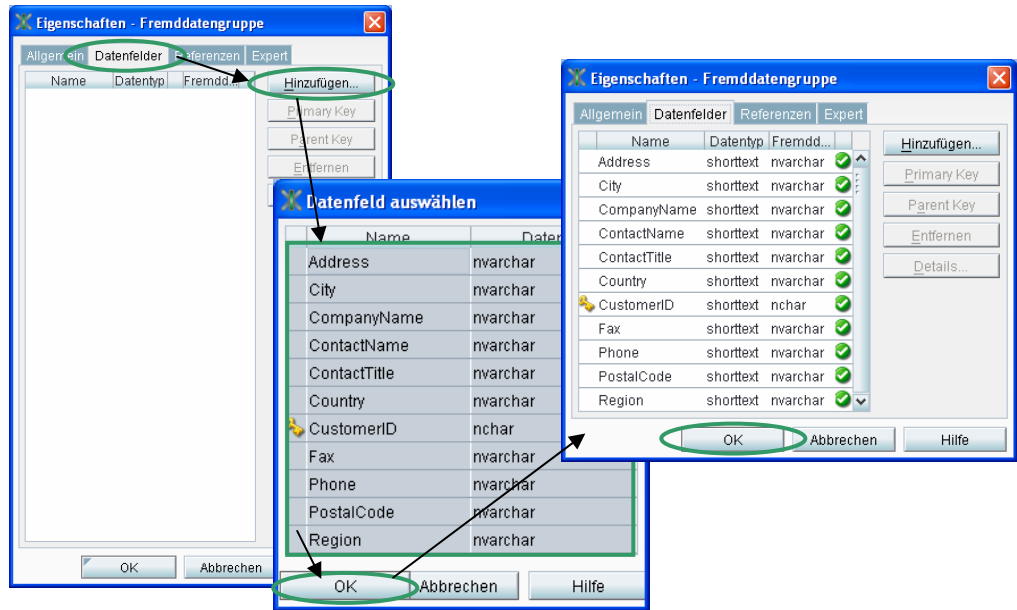 Eigenschaften - Fremddatengruppe
Allgemein Datenfelder Referenzen Expert
Name Datentyp Fremdd...
Hinzufügen...
Primary Key
Parent Key
Entfernen
OK Abbrechen
Datenfeld auswählen
Name Daten
Address nvarchar
City nvarchar
CompanyName nvarchar
ContactName nvarchar
ContactTitle nvarchar
Country nvarchar
CustomerID nchar
Fax nvarchar
Phone nvarchar
PostalCode nvarchar
Region nvarchar
OK Abbrechen Hilfe
Eigenschaften - Fremddatengruppe
Allgemein Datenfelder Referenzen Expert
Name Datentyp Fremdd...
Address shorttext nvarchar
City shorttext nvarchar
CompanyName shorttext nvarchar
ContactName shorttext nvarchar
ContactTitle shorttext nvarchar
Country shorttext nvarchar
CustomerID shorttext nchar
Fax shorttext nvarchar
Phone shorttext nvarchar
PostalCode shorttext nvarchar
Region shorttext nvarchar
Hinzufügen...
Primary Key
Parent Key
Entfernen
Details...
OK Abbrechen Hilfe